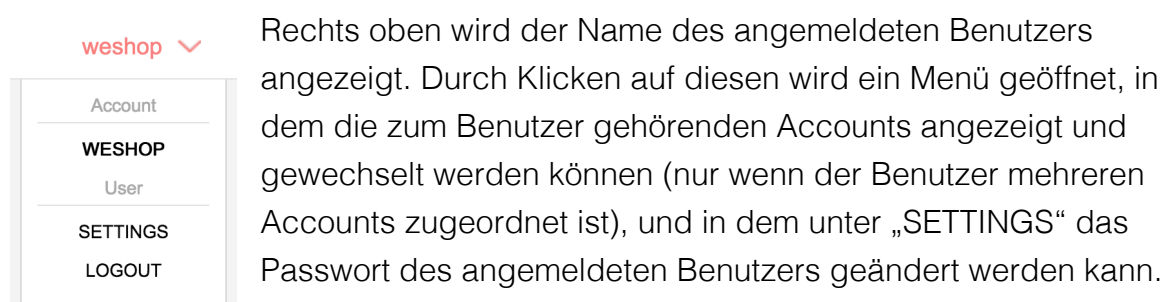 weshop
Account
WESHOP
User
SETTINGS
LOGOUT
Rechts oben wird der Name des angemeldeten Benutzers
angezeigt. Durch Klicken auf diesen wird ein Menü geöffnet, in
dem die zum Benutzer gehörenden Accounts angezeigt und
gewechselt werden können (nur wenn der Benutzer mehreren
Accounts zugeordnet ist), und in dem unter „SETTINGS“ das
Passwort des angemeldeten Benutzers geändert werden kann.